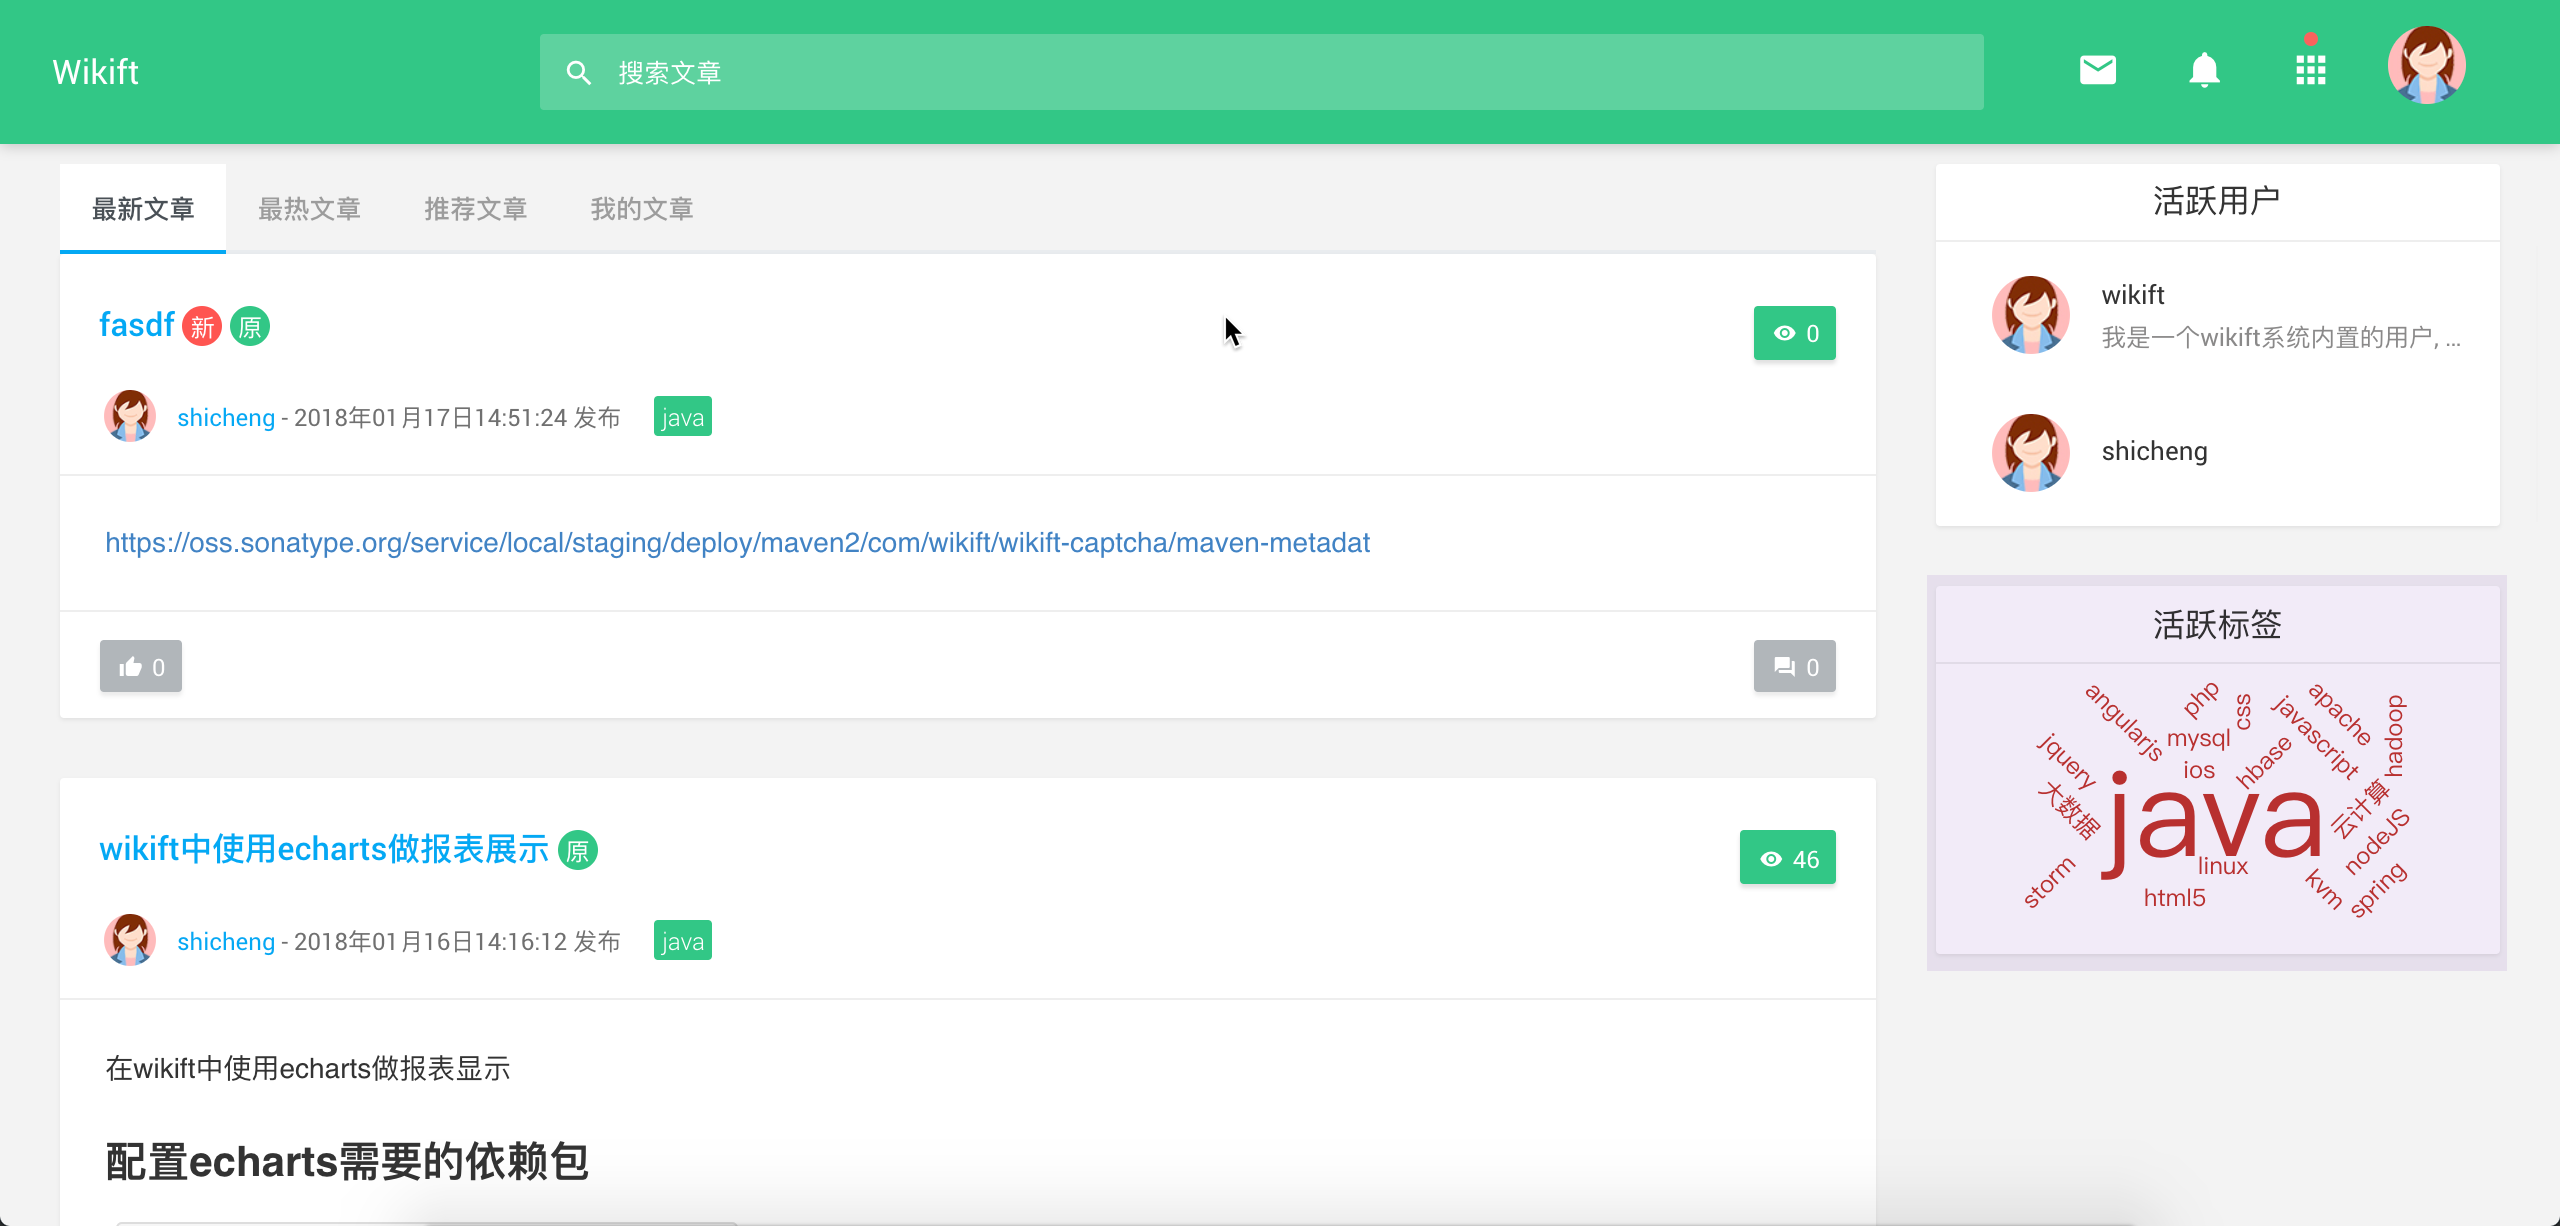 Wikift
搜索文章
最新文章 最热文章 推荐文章 我的文章
fasdf 新 原
0
shicheng - 2018年01月17日14:51:24 发布 java
https://oss.sonatype.org/service/local/staging/deploy/maven2/com/wikift/wikift-captcha/maven-metadat
0
0
wikift中使用echarts做报表展示 原
46
shicheng - 2018年01月16日14:16:12 发布 java
在wikift中使用echarts做报表显示
配置echarts需要的依赖包
活跃用户
wikift
我是一个wikift系统内置的用户, ...
shicheng
活跃标签
angularjs
php
css
javascript
apache
hadoop
jquery
mysql
ios
hbase
大数据
java
云计算
nodeJS
storm
linux
html5
kvm
spring